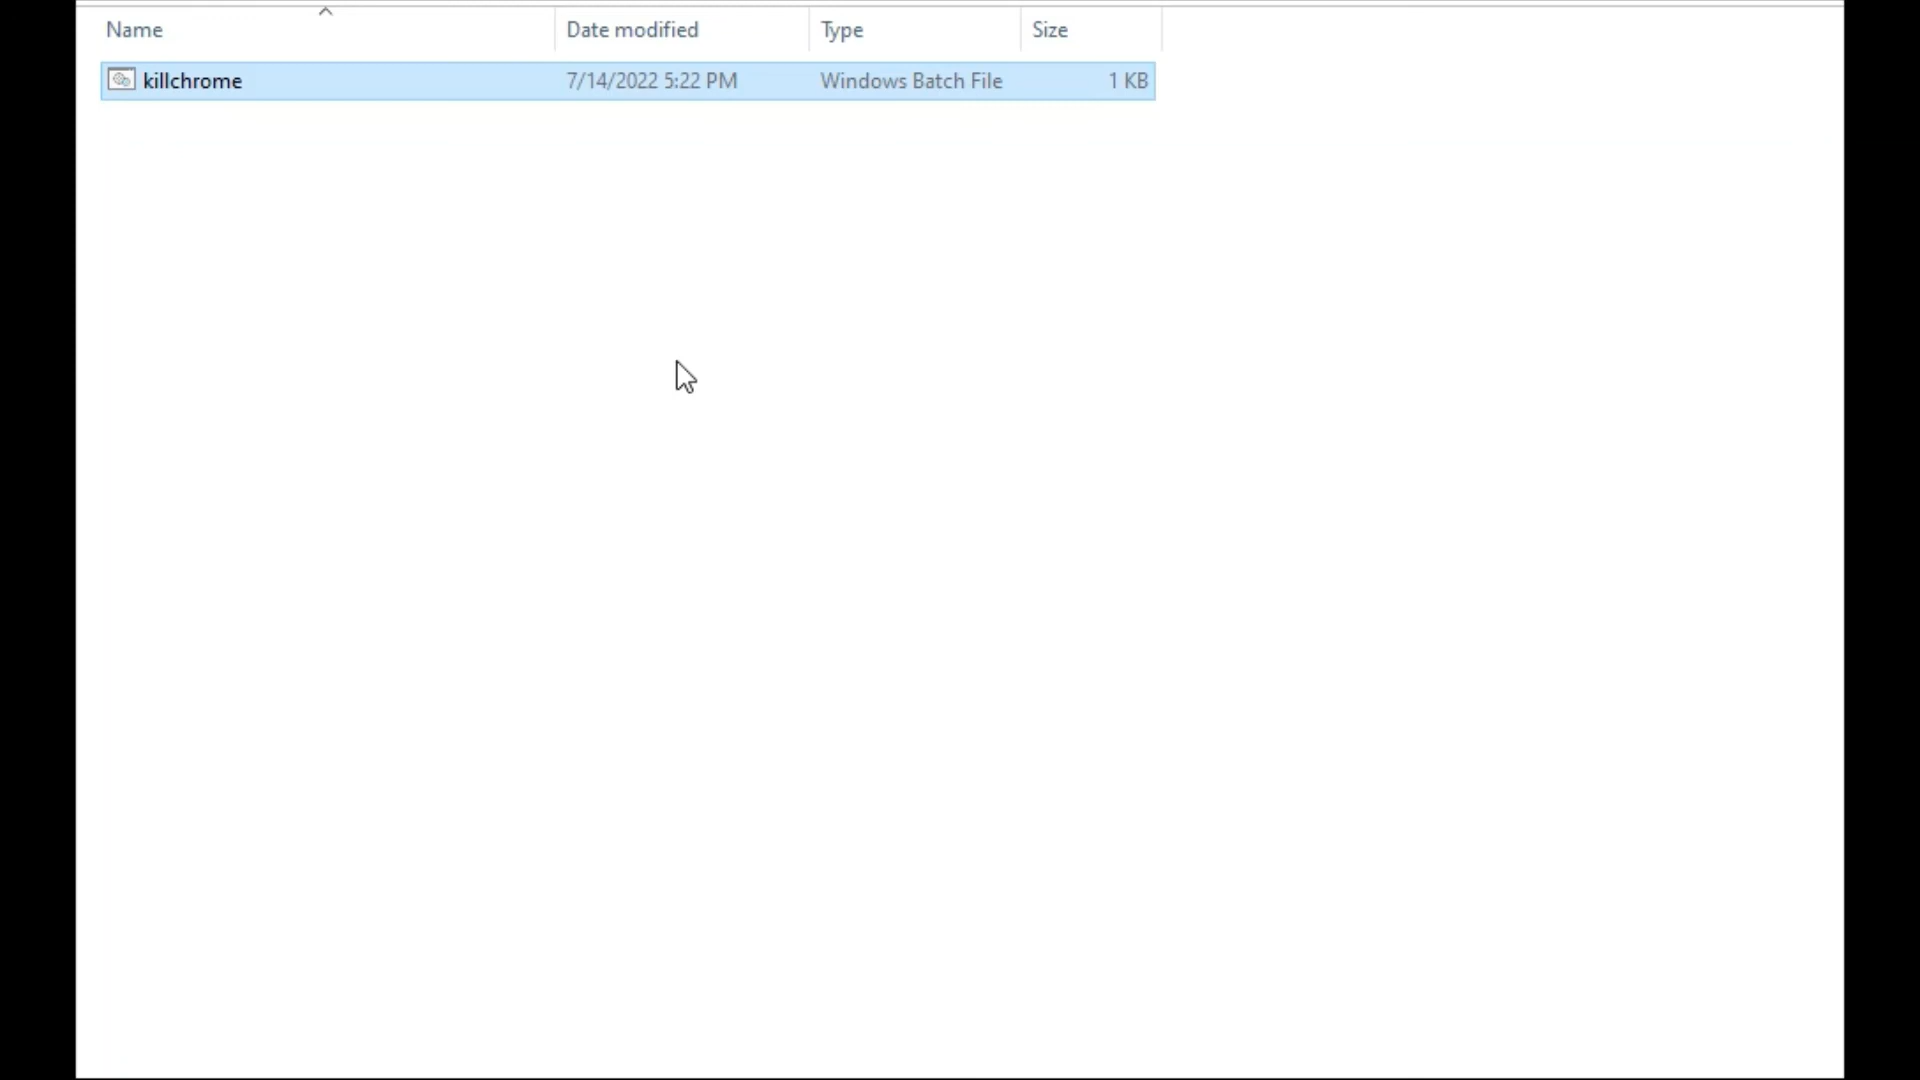 Name Date modified Type Size
killchrome 7/14/2022 5:22 PM Windows Batch File 1 KB